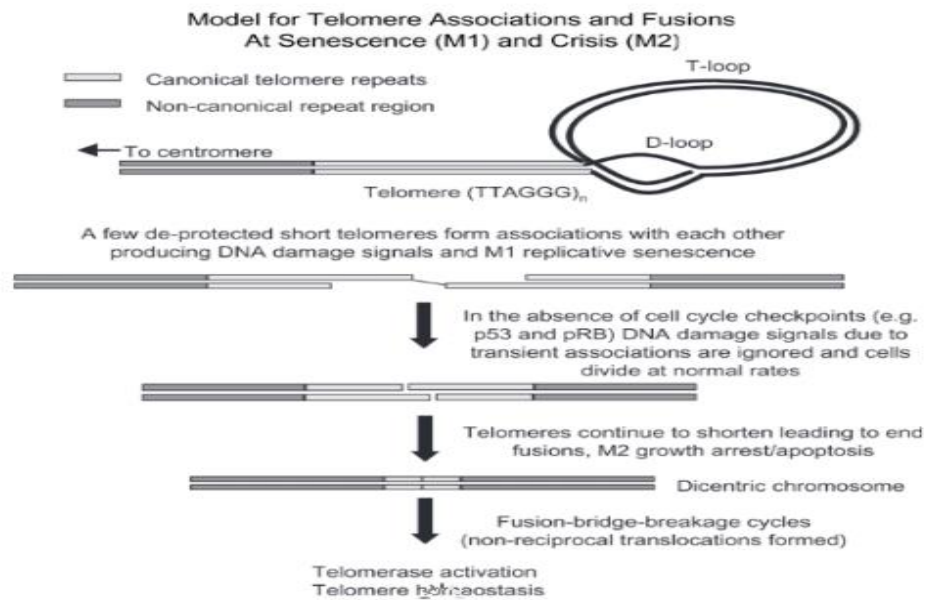 Model for Telomere Associations and Fusions
At Senescence (M1) and Crisis (M2)
T-loop
Canonical telomere repeats
Non-canonical repeat region
D-loop
To centromere
Telomere (TTAGGG)n
A few de-protected short telomeres form associations with each other
producing DNA damage signals and M1 replicative senescence
In the absence of cell cycle checkpoints (e.g.
p53 and pRB) DNA damage signals due to
transient associations are ignored and cells
divide at normal rates
Telomeres continue to shorten leading to end
fusions, M2 growth arrest/apoptosis
Dicentric chromosome
Fusion-bridge-breakage cycles
(non-reciprocal translocations formed)
Telomerase activation
Telomere